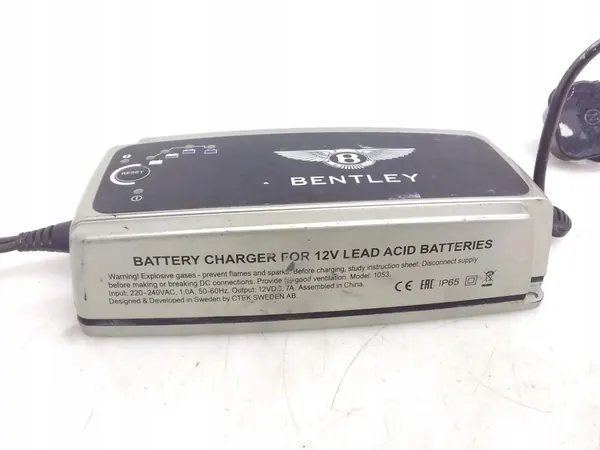 RESET
B
BENTLEY
BATTERY CHARGER FOR 12V LEAD ACID BATTERIES
Warning! Explosive gases - prevent flames and sparks. Before charging, study instruction sheet. Disconnect supply
before making or breaking DC connections. Provide for good ventilation. Model: 1053.
Input: 220-240VAC, 1.0A, 50-60Hz. Output: 12VDC, 7A. Assembled in China.
Designed & Developed in Sweden by CTEK SWEDEN AB.
CE EAC IP65